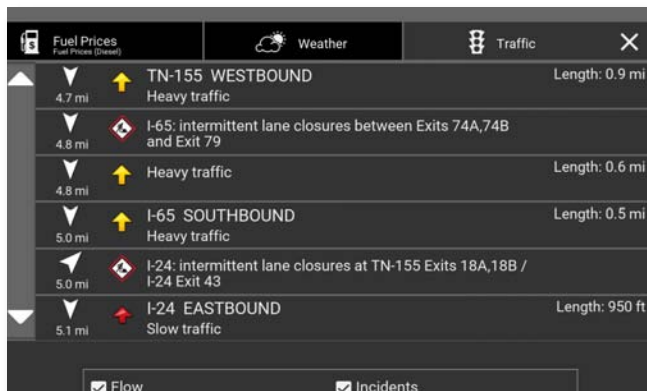 Fuel Prices
Fuel Prices (Diesel)
Weather
Traffic
TN-155 WESTBOUND
Length: 0.9 mi
4.7 mi
Heavy traffic
I-65: intermittent lane closures between Exits 74A,74B
and Exit 79
4.8 mi
Heavy traffic
Length: 0.6 mi
4.8 mi
I-65 SOUTHBOUND
Length: 0.5 mi
5.0 mi
Heavy traffic
I-24: intermittent lane closures at TN-155 Exits 18A,18B /
I-24 Exit 43
5.0 mi
I-24 EASTBOUND
Length: 950 ft
5.1 mi
Slow traffic
Flow
Incidents